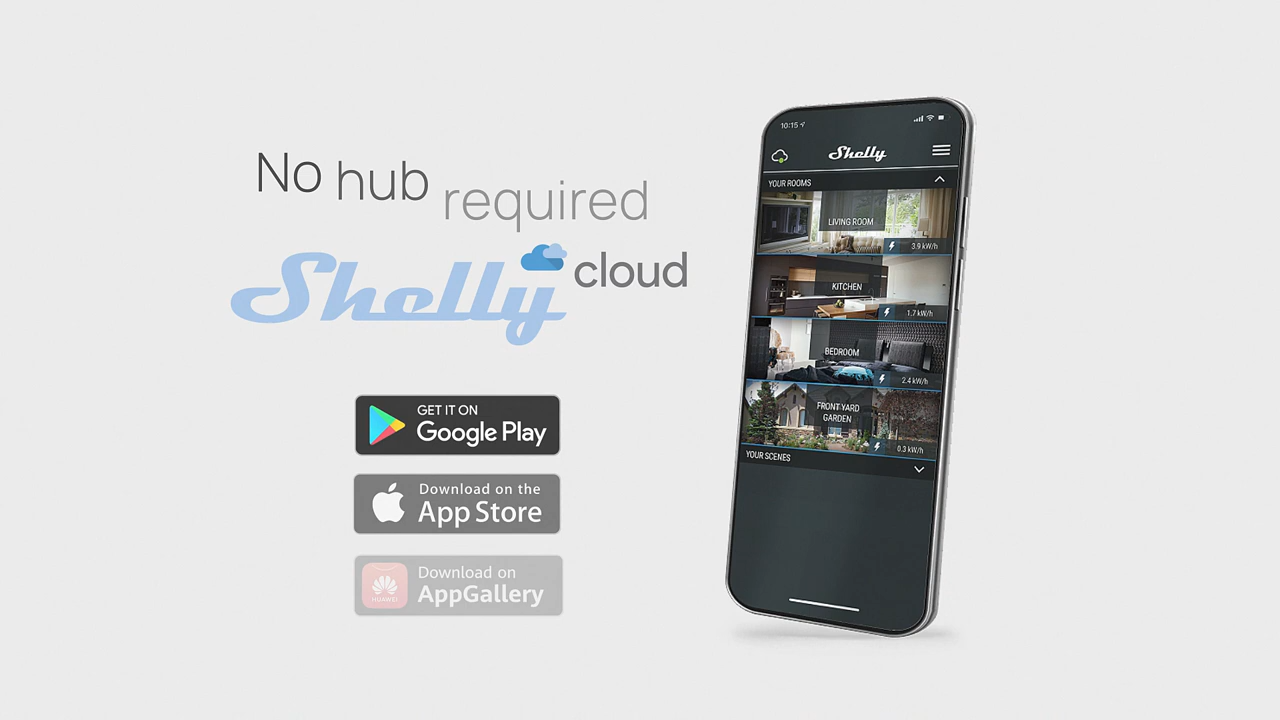 No hub required
Shelly cloud
GET IT ON
Google Play
Download on the
App Store
Download on
AppGallery
HUAWEI
10:15
Shelly
YOUR ROOMS
LIVING ROOM
3.9 kW/h
KITCHEN
1.7 kW/h
BEDROOM
2.4 kW/h
FRONT YARD
GARDEN
0.3 kW/h
YOUR SCENES